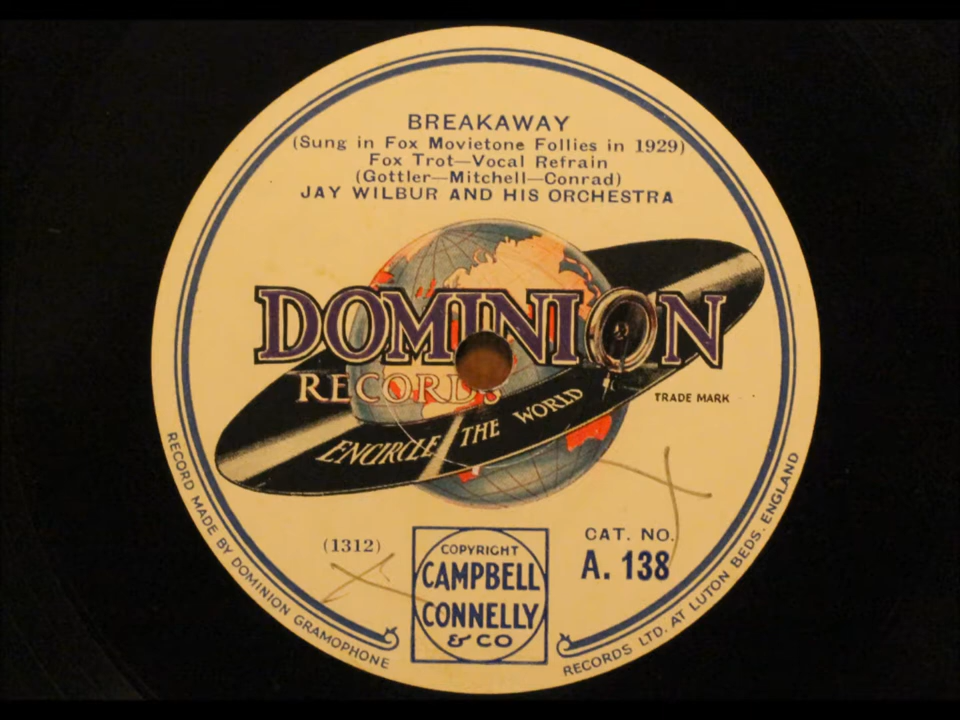 BREAKAWAY
(Sung in Fox Movietone Follies in 1929)
Fox Trot—Vocal Refrain
(Gottler—Mitchell—Conrad)
JAY WILBUR AND HIS ORCHESTRA
DOMINION
RECORDS
ENCIRCLE THE WORLD
TRADE MARK
(1312)
COPYRIGHT
CAMPBELL
CONNELLY
& CO
CAT. NO.
A. 138
RECORD MADE BY DOMINION GRAMOPHONE
RECORDS LTD. AT LUTON BEDS. ENGLAND